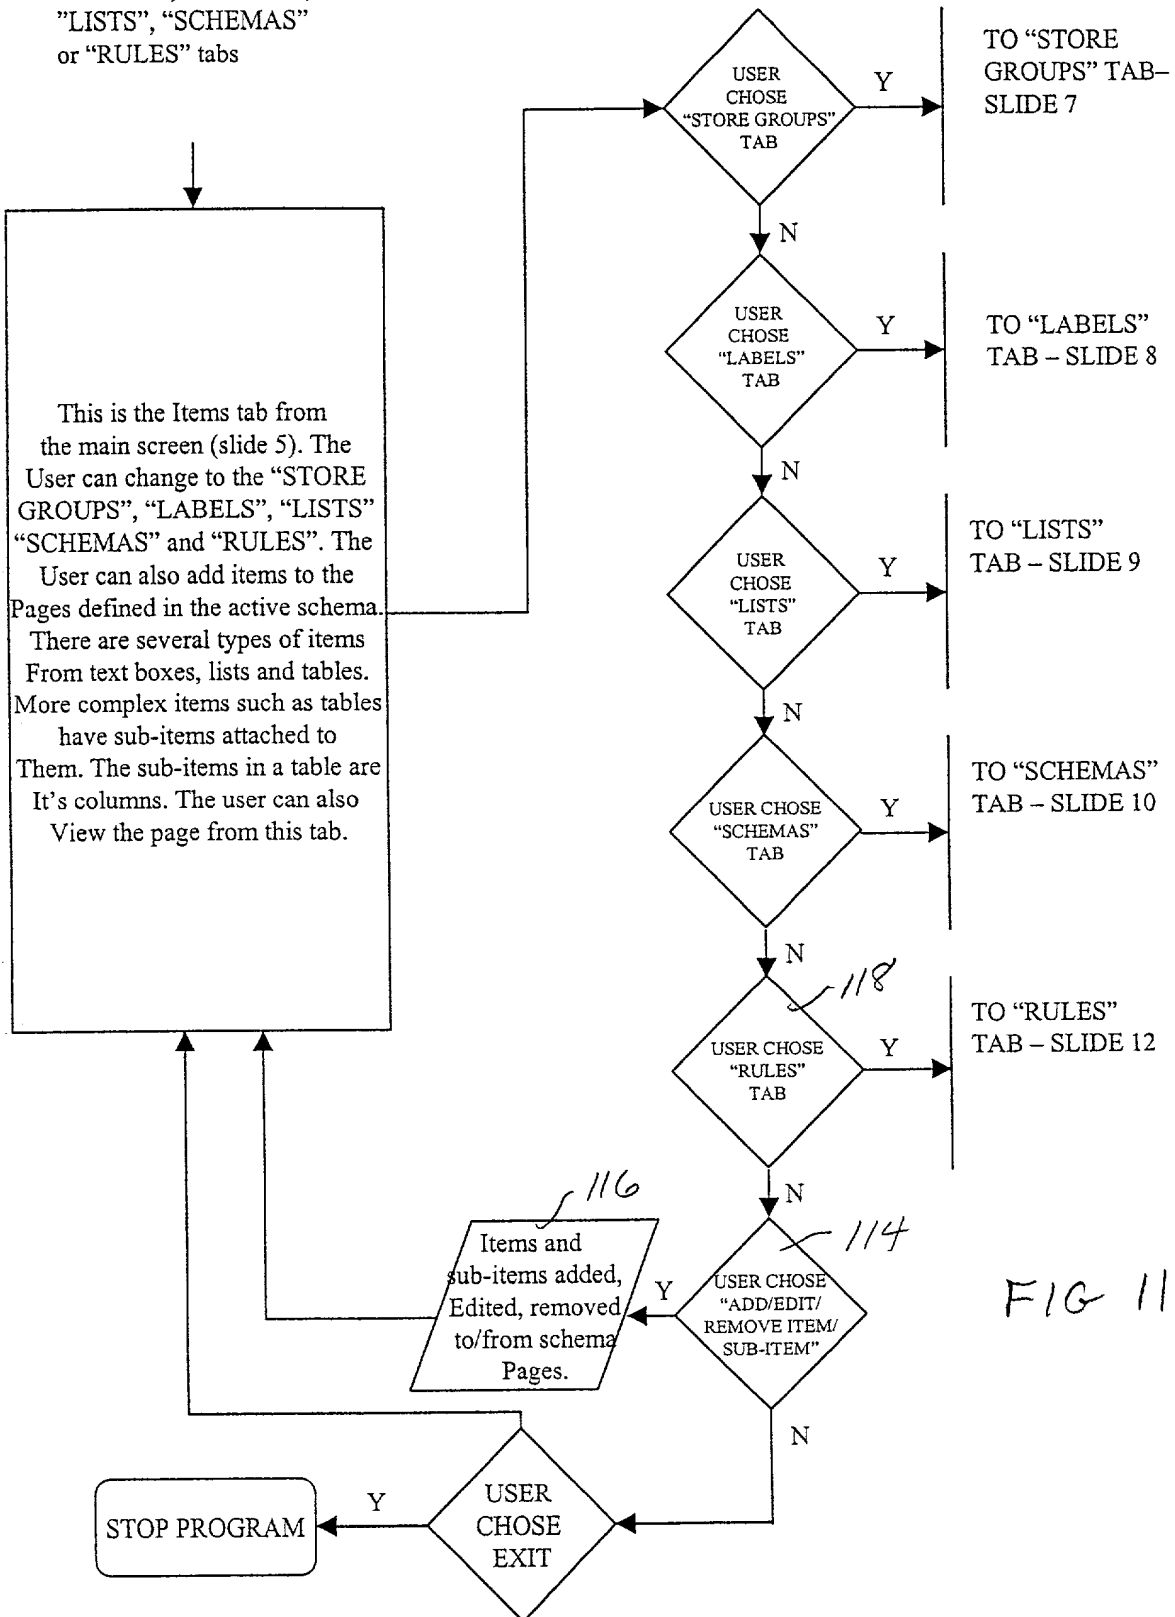 "LISTS", "SCHEMAS"
or "RULES" tabs
This is the Items tab from
the main screen (slide 5). The
User can change to the "STORE
GROUPS", "LABELS", "LISTS"
"SCHEMAS" and "RULES". The
User can also add items to the
Pages defined in the active schema.
There are several types of items
From text boxes, lists and tables.
More complex items such as tables
have sub-items attached to
Them. The sub-items in a table are
It's columns. The user can also
View the page from this tab.
USER
CHOSE
"STORE GROUPS"
TAB
Y
TO "STORE
GROUPS" TAB–
SLIDE 7
N
USER
CHOSE
"LABELS"
TAB
Y
TO "LABELS"
TAB – SLIDE 8
N
USER
CHOSE
"LISTS"
TAB
Y
TO "LISTS"
TAB – SLIDE 9
N
USER CHOSE
"SCHEMAS"
TAB
Y
TO "SCHEMAS"
TAB – SLIDE 10
N
118
USER CHOSE
"RULES"
TAB
Y
TO "RULES"
TAB – SLIDE 12
N
114
USER CHOSE
"ADD/EDIT/
REMOVE ITEM/
SUB-ITEM"
Y
116
Items and
sub-items added,
Edited, removed
to/from schema
Pages.
N
USER
CHOSE
EXIT
Y
STOP PROGRAM
FIG 11